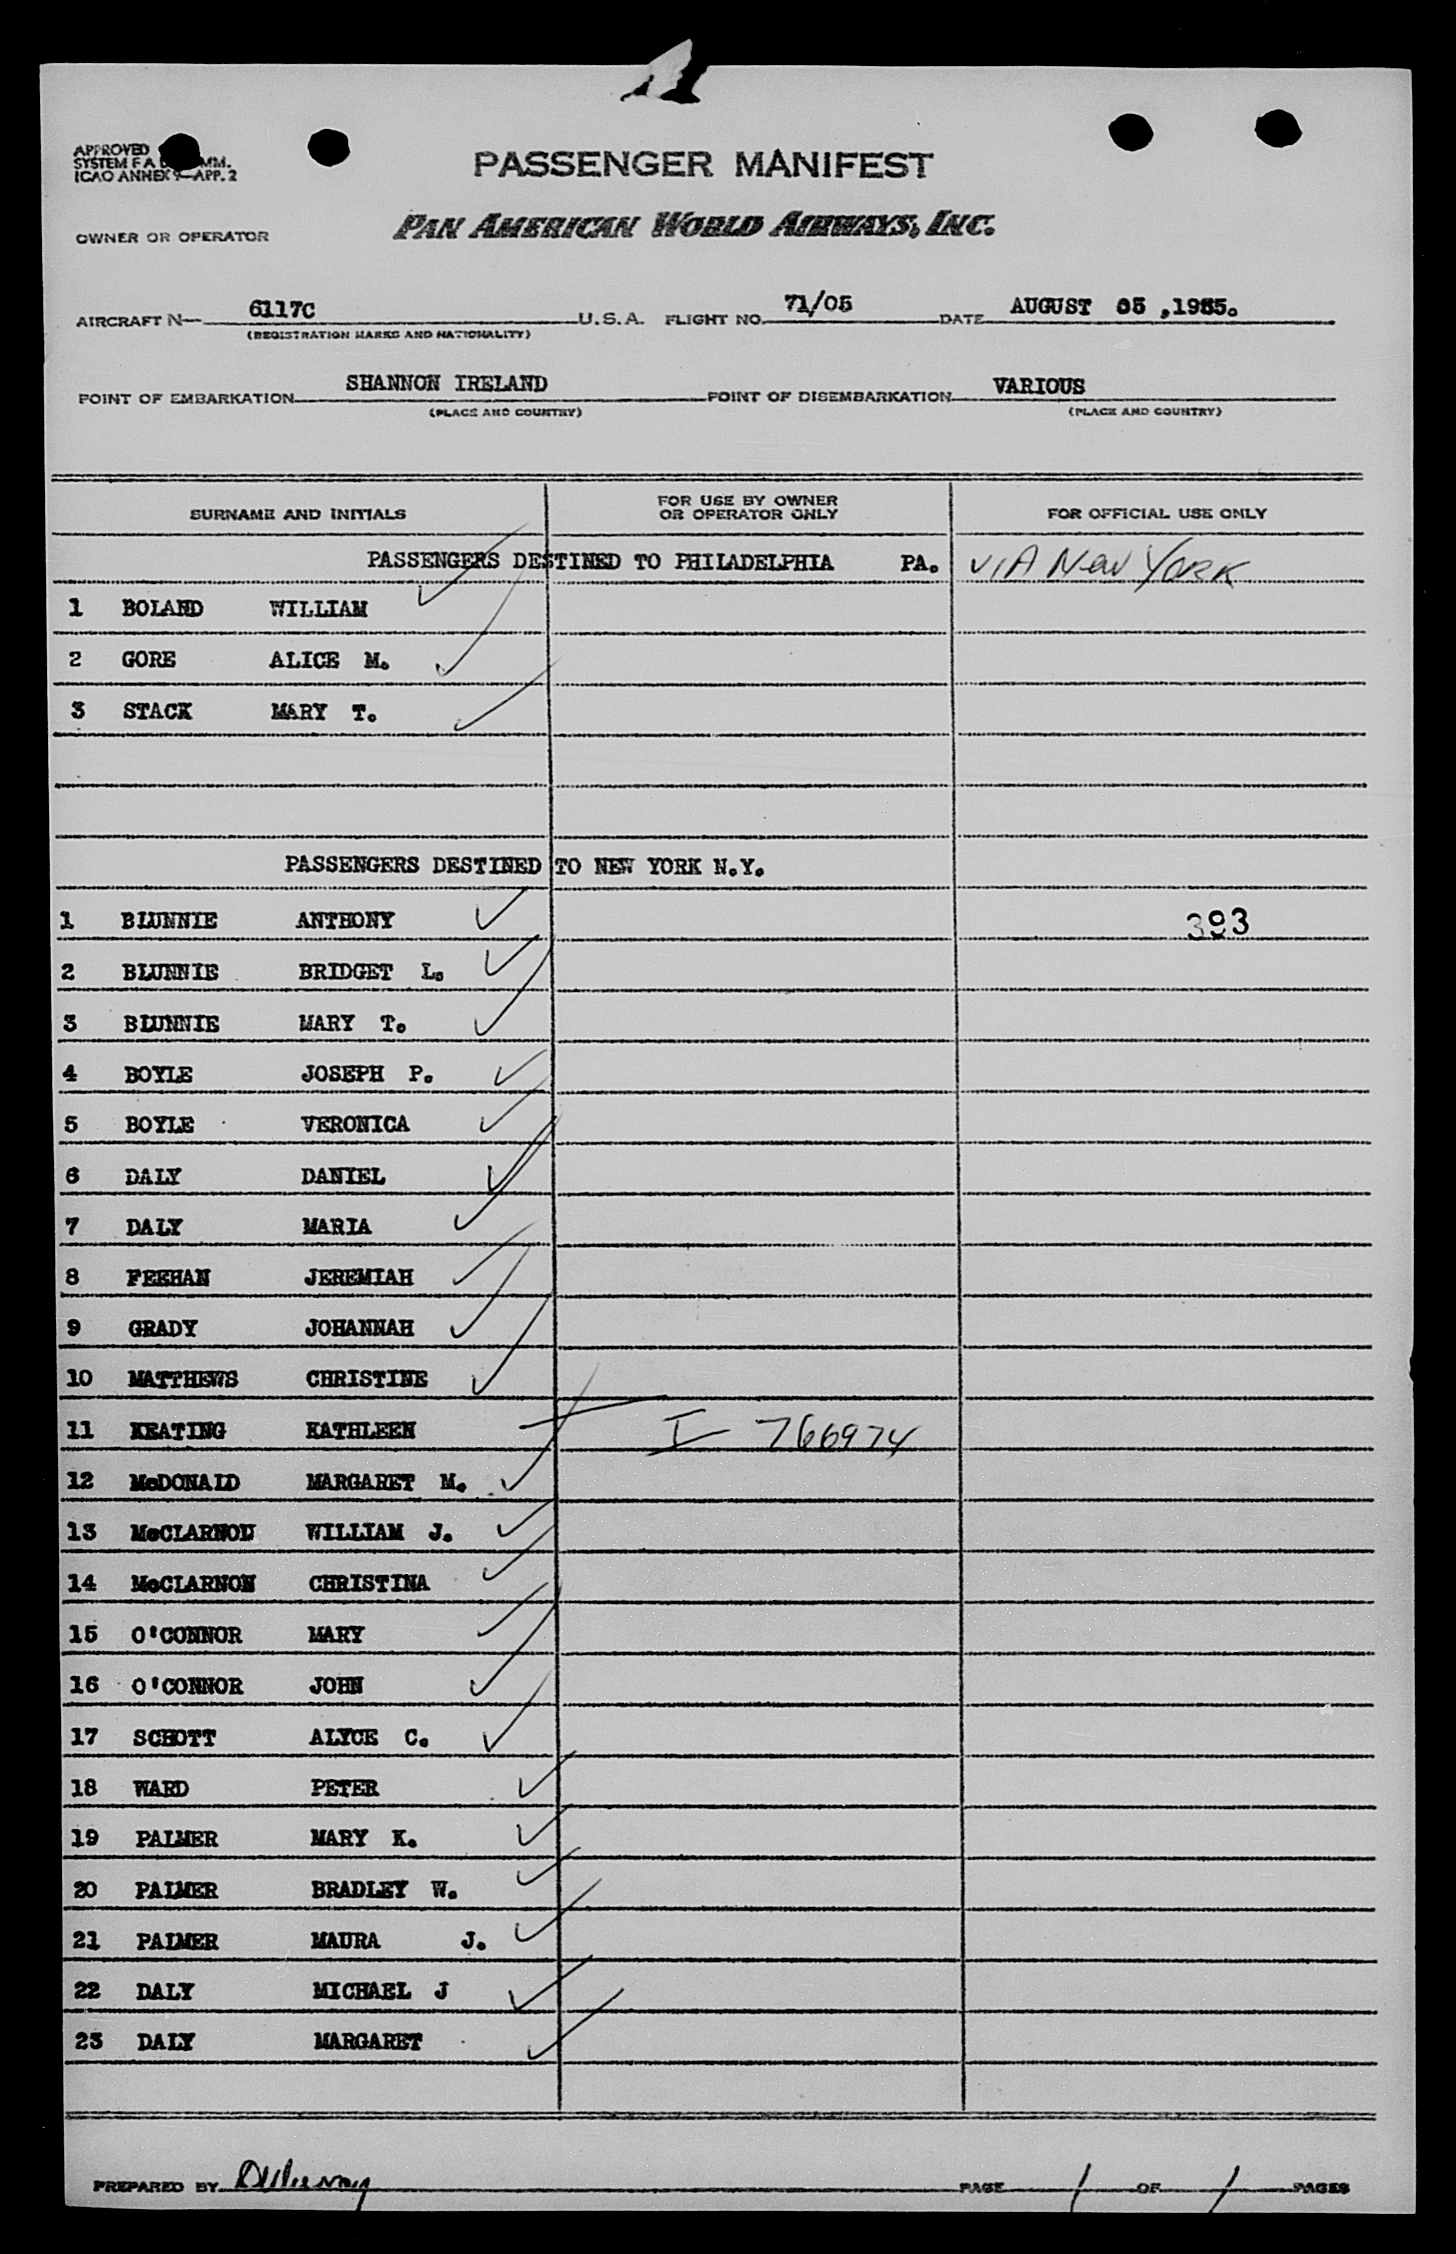 APPROVED
SYSTEM F A MM.
ICAO ANNEX 9—APP. 2
PASSENGER MANIFEST
OWNER OR OPERATOR PAN AMERICAN WORLD AIRWAYS, INC.
AIRCRAFT N— 6117C U.S.A. FLIGHT NO. 71/05 DATE AUGUST 05 ,1955.
(REGISTRATION MARKS AND NATIONALITY)
POINT OF EMBARKATION SHANNON IRELAND POINT OF DISEMBARKATION VARIOUS
(PLACE AND COUNTRY) (PLACE AND COUNTRY)
SURNAME AND INITIALS FOR USE BY OWNER OR OPERATOR ONLY FOR OFFICIAL USE ONLY
PASSENGERS DESTINED TO PHILADELPHIA PA. VIA NEW YORK
1 BOLAND WILLIAM
2 GORE ALICE M.
3 STACK MARY T.
PASSENGERS DESTINED TO NEW YORK N.Y.
1 BLUNNIE ANTHONY 393
2 BLUNNIE BRIDGET L.
3 BLUNNIE MARY T.
4 BOYLE JOSEPH P.
5 BOYLE VERONICA
6 DALY DANIEL
7 DALY MARIA
8 FEEHAN JEREMIAH
9 GRADY JOHANNAH
10 MATTHEWS CHRISTINE
11 KEATING KATHLEEN I - 766974
12 McDONALD MARGARET M.
13 McCLARNON WILLIAM J.
14 McCLARNON CHRISTINA
15 O'CONNOR MARY
16 O'CONNOR JOHN
17 SCHOTT ALYCE C.
18 WARD PETER
19 PALMER MARY K.
20 PALMER BRADLEY W.
21 PALMER MAURA J.
22 DALY MICHAEL J
23 DALY MARGARET
PREPARED BY PAGE 1 OF 1 PAGES